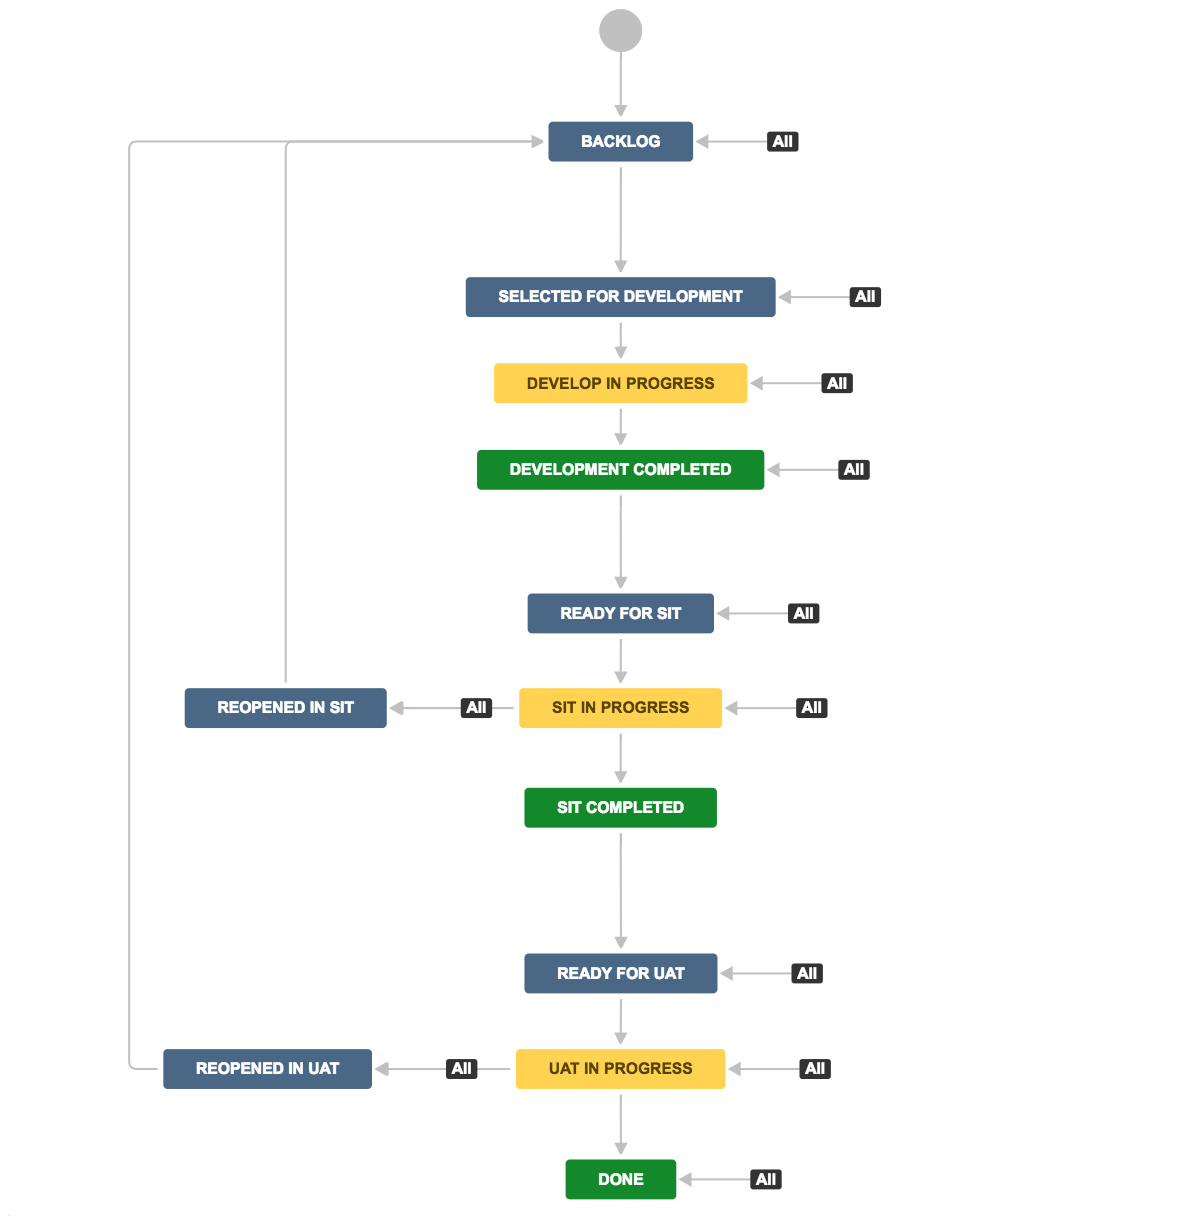 BACKLOG All
SELECTED FOR DEVELOPMENT All
DEVELOP IN PROGRESS All
DEVELOPMENT COMPLETED All
READY FOR SIT All
REOPENED IN SIT All SIT IN PROGRESS All
SIT COMPLETED
READY FOR UAT All
REOPENED IN UAT All UAT IN PROGRESS All
DONE All